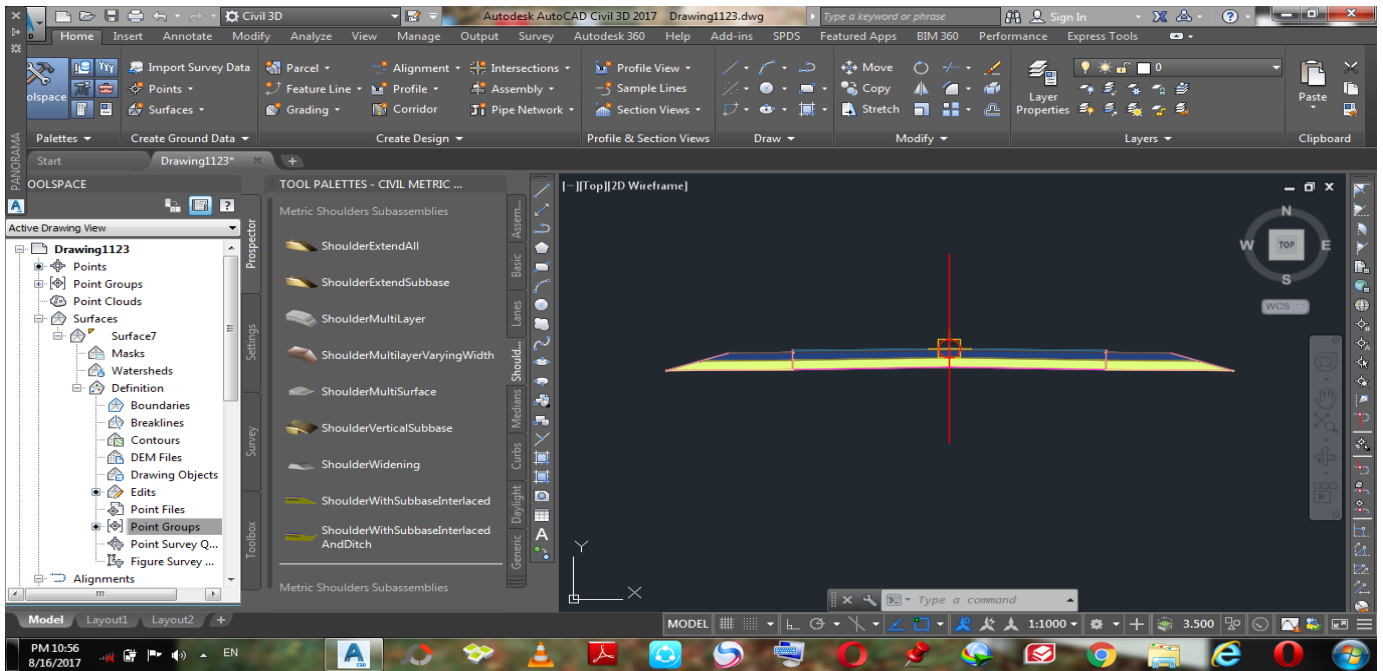 Civil 3D
Autodesk AutoCAD Civil 3D 2017 Drawing1123.dwg
Type a keyword or phrase
Sign In
Home Insert Annotate Modify Analyze View Manage Output Survey Autodesk 360 Help Add-ins SPDS Featured Apps BIM 360 Performance Express Tools
Import Survey Data
Points
Surfaces
Parcel
Feature Line
Grading
Alignment
Profile
Corridor
Intersections
Assembly
Pipe Network
Profile View
Sample Lines
Section Views
Move
Copy
Stretch
Layer
Properties
0
Paste
Palettes
Create Ground Data
Create Design
Profile & Section Views
Draw
Modify
Layers
Clipboard
PANORAMA
Start
Drawing1123*
OOLSPACE
Active Drawing View
Drawing1123
Points
Point Groups
Point Clouds
Surfaces
Surface7
Masks
Watersheds
Definition
Boundaries
Breaklines
Contours
DEM Files
Drawing Objects
Edits
Point Files
Point Groups
Point Survey Q...
Figure Survey ...
Alignments
Prospector
Settings
Survey
Toolbox
TOOL PALETTES - CIVIL METRIC ...
Metric Shoulders Subassemblies
ShoulderExtendAll
ShoulderExtendSubbase
ShoulderMultiLayer
ShoulderMultilayerVaryingWidth
ShoulderMultiSurface
ShoulderVerticalSubbase
ShoulderWidening
ShoulderWithSubbaseInterlaced
ShoulderWithSubbaseInterlaced
AndDitch
Metric Shoulders Subassemblies
Assem...
Basic
Lanes
Should...
Medians
Curbs
Daylight
Generic
[−][Top][2D Wireframe]
N
W TOP E
S
WCS
Y
X
Type a command
Model Layout1 Layout2 +
MODEL 1:1000 3.500
PM 10:56
8/16/2017
EN